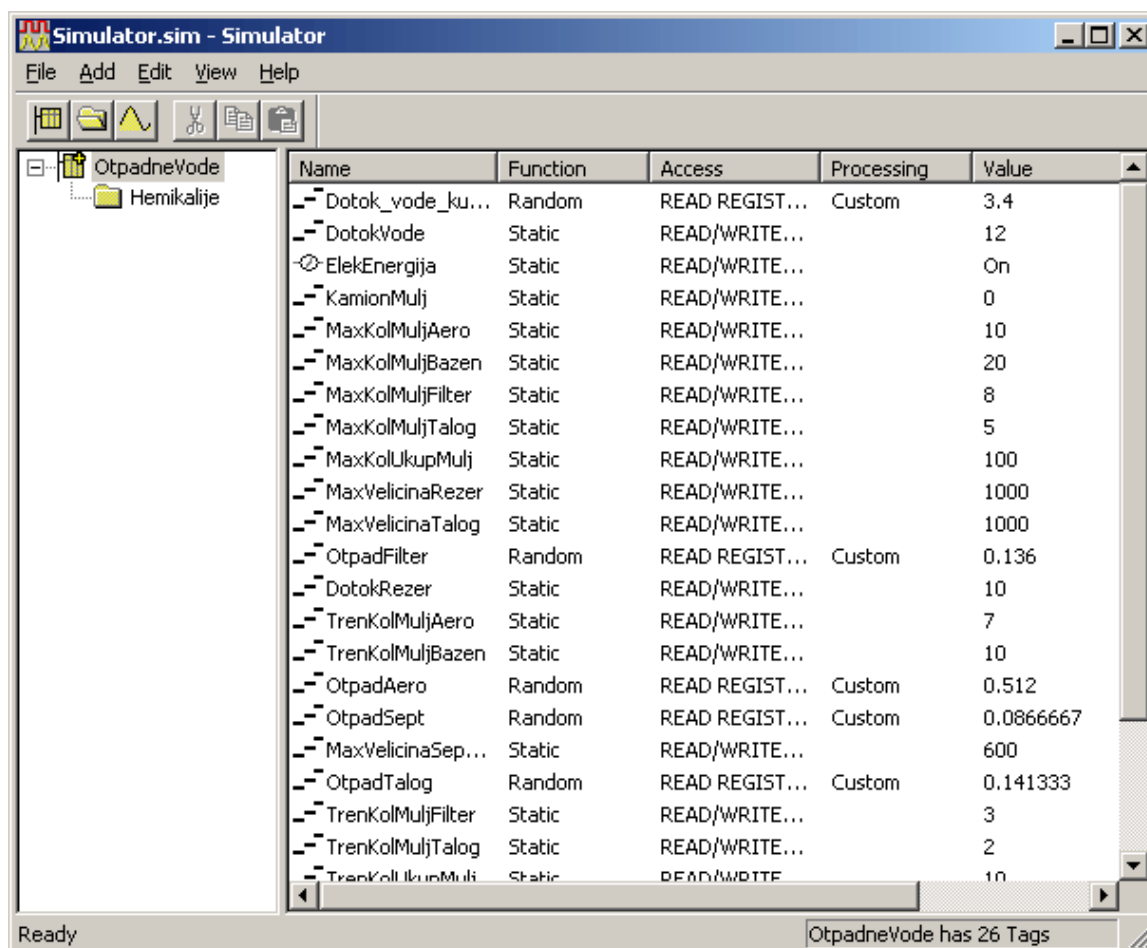 Simulator.sim - Simulator
File Add Edit View Help
OtpadneVode
Hemikalije
Name Function Access Processing Value
Dotok_vode_ku... Random READ REGIST... Custom 3.4
DotokVode Static READ/WRITE... 12
ElekEnergija Static READ/WRITE... On
KamionMulj Static READ/WRITE... 0
MaxKolMuljAero Static READ/WRITE... 10
MaxKolMuljBazen Static READ/WRITE... 20
MaxKolMuljFilter Static READ/WRITE... 8
MaxKolMuljTalog Static READ/WRITE... 5
MaxKolUkupMulj Static READ/WRITE... 100
MaxVelicinaRezer Static READ/WRITE... 1000
MaxVelicinaTalog Static READ/WRITE... 1000
OtpadFilter Random READ REGIST... Custom 0.136
DotokRezer Static READ/WRITE... 10
TrenKolMuljAero Static READ/WRITE... 7
TrenKolMuljBazen Static READ/WRITE... 10
OtpadAero Random READ REGIST... Custom 0.512
OtpadSept Random READ REGIST... Custom 0.0866667
MaxVelicinaSep... Static READ/WRITE... 600
OtpadTalog Random READ REGIST... Custom 0.141333
TrenKolMuljFilter Static READ/WRITE... 3
TrenKolMuljTalog Static READ/WRITE... 2
TrenKolUkupMulj Static READ/WRITE... 10
Ready OtpadneVode has 26 Tags